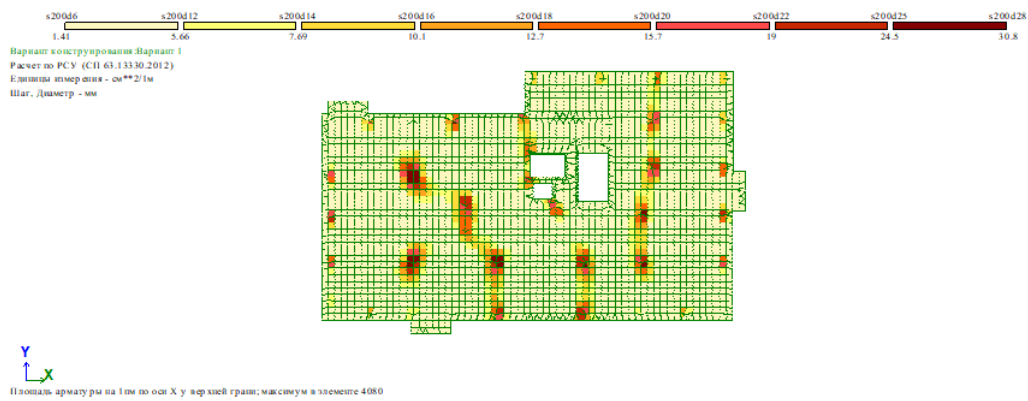 s200d6 s200d12 s200d14 s200d16 s200d18 s200d20 s200d22 s200d25 s200d28
1.41 5.66 7.69 10.1 12.7 15.7 19 24.5 30.8
Вариант конструирования:Вариант 1
Расчет по РСУ (СП 63.13330.2012)
Единицы измерения - см**2/1м
Шаг, Диаметр - мм
Y
X
Площадь арматуры на 1пм по оси X у верхней грани; максимум в элементе 4080